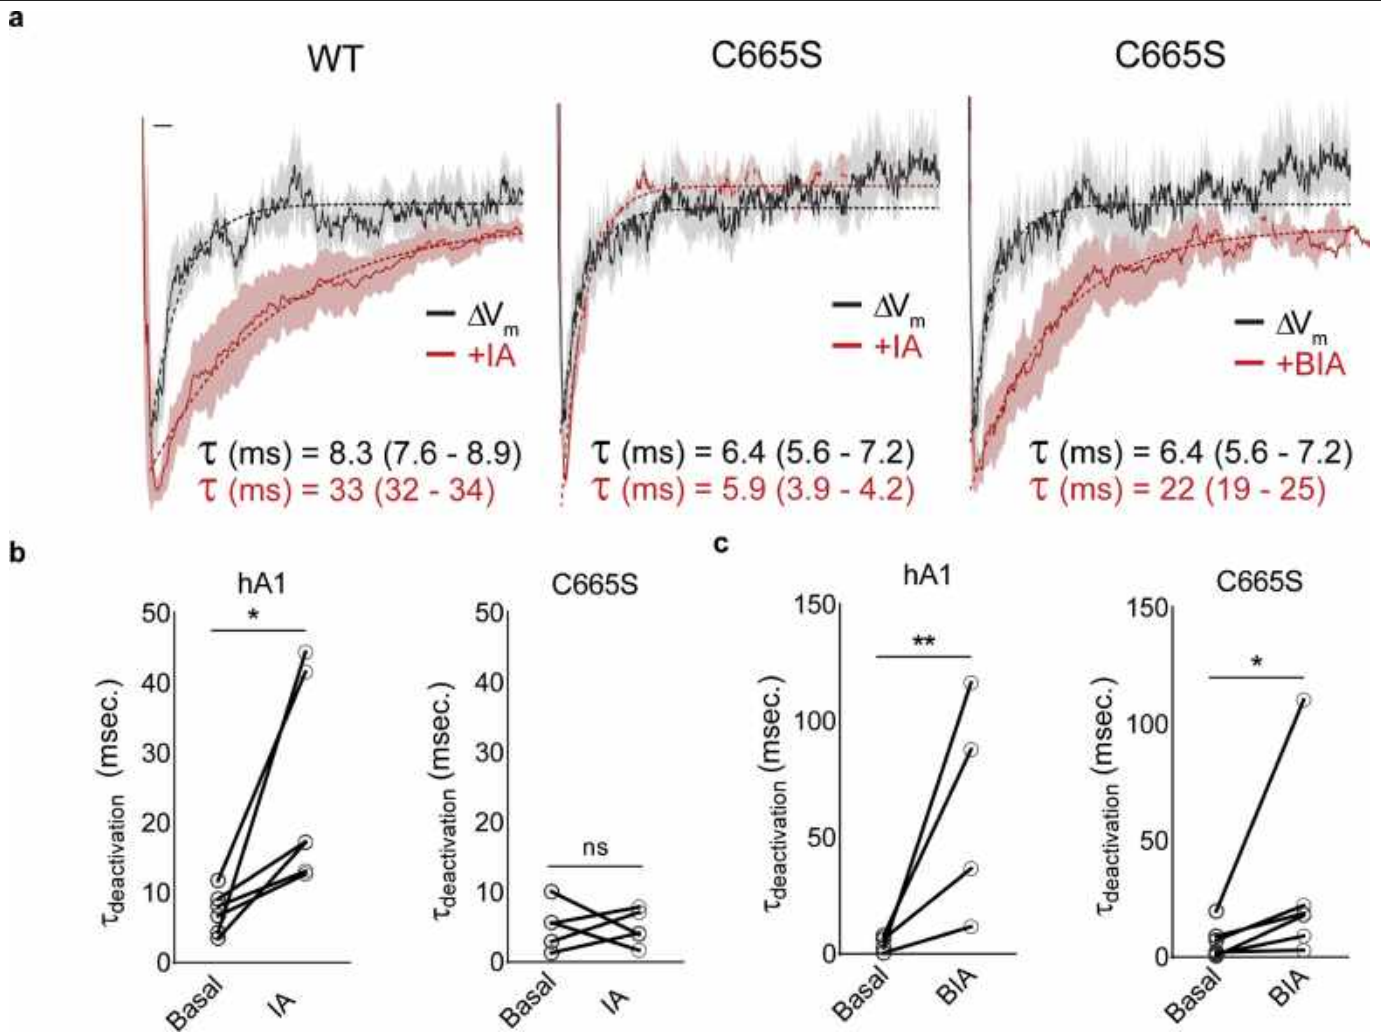 a
WT
C665S
C665S
ΔVm
+IA
ΔVm
+IA
ΔVm
+BIA
τ (ms) = 8.3 (7.6 - 8.9)
τ (ms) = 33 (32 - 34)
τ (ms) = 6.4 (5.6 - 7.2)
τ (ms) = 5.9 (3.9 - 4.2)
τ (ms) = 6.4 (5.6 - 7.2)
τ (ms) = 22 (19 - 25)
b
hA1
*
50
40
30
20
10
0
τdeactivation (msec.)
Basal
IA
C665S
50
40
30
20
10
0
τdeactivation (msec.)
ns
Basal
IA
c
hA1
**
150
100
50
0
τdeactivation (msec.)
Basal
BIA
C665S
*
150
100
50
0
τdeactivation (msec.)
Basal
BIA